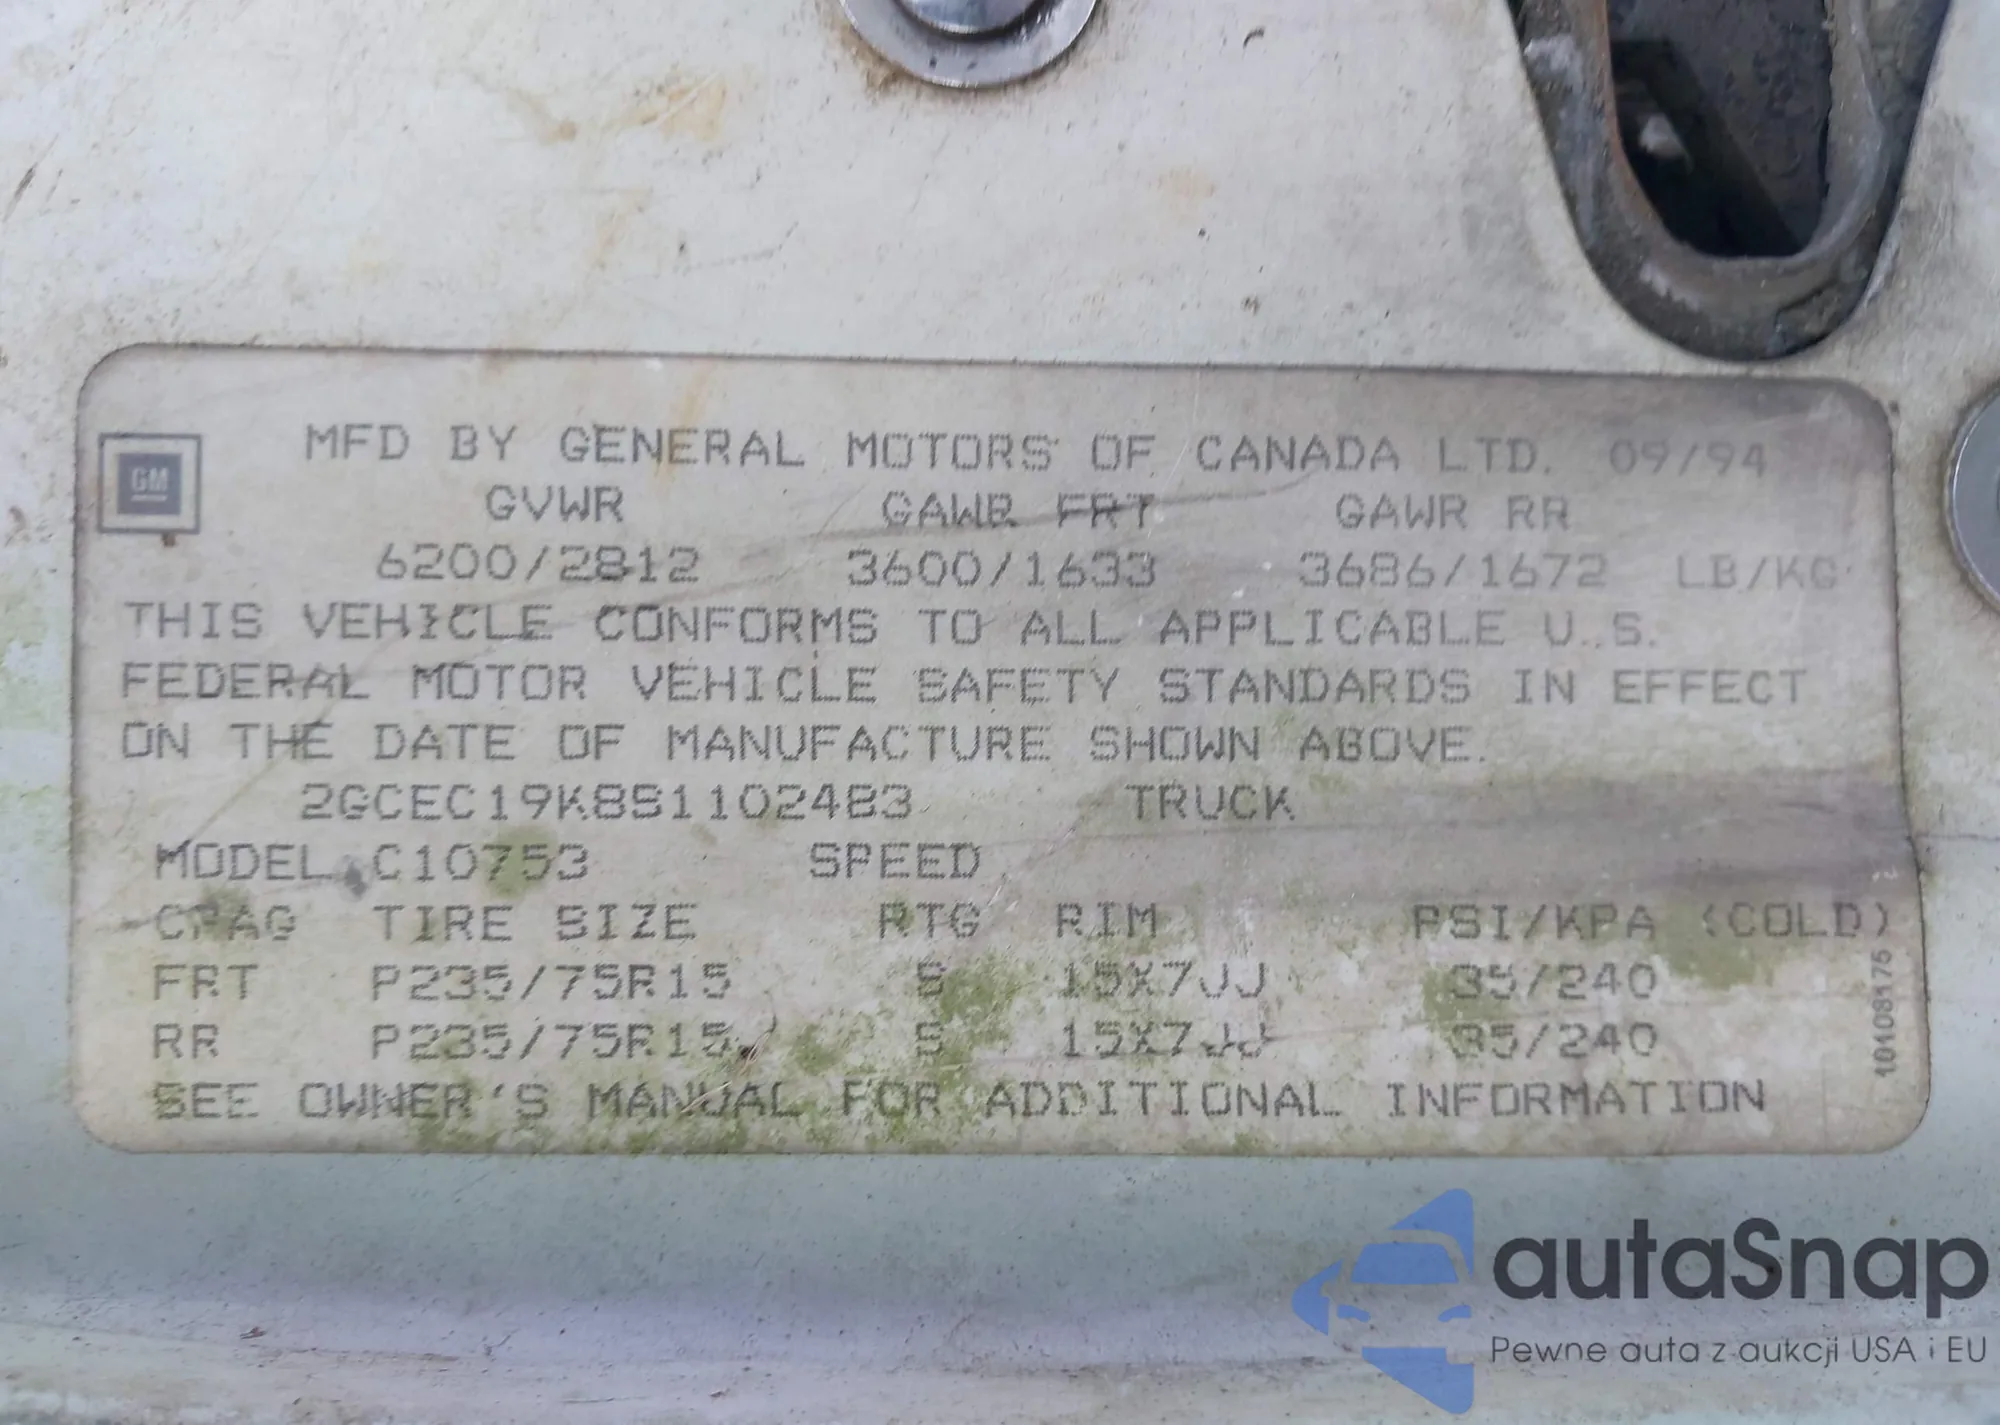 GM
MFD BY GENERAL MOTORS OF CANADA LTD. 09/94
GVWR GAWR FRT GAWR RR
6200/2812 3600/1633 3686/1672 LB/KG
THIS VEHICLE CONFORMS TO ALL APPLICABLE U.S.
FEDERAL MOTOR VEHICLE SAFETY STANDARDS IN EFFECT
ON THE DATE OF MANUFACTURE SHOWN ABOVE.
2GCEC19K8S1102483 TRUCK
MODEL C10753 SPEED
CPAG TIRE SIZE RTG RIM PSI/KPA (COLD)
FRT P235/75R15 S 15X7JJ 35/240
RR P235/75R15 S 15X7JJ 35/240
SEE OWNER'S MANUAL FOR ADDITIONAL INFORMATION
10108175
autaSnap
Pewne auta z aukcji USA i EU